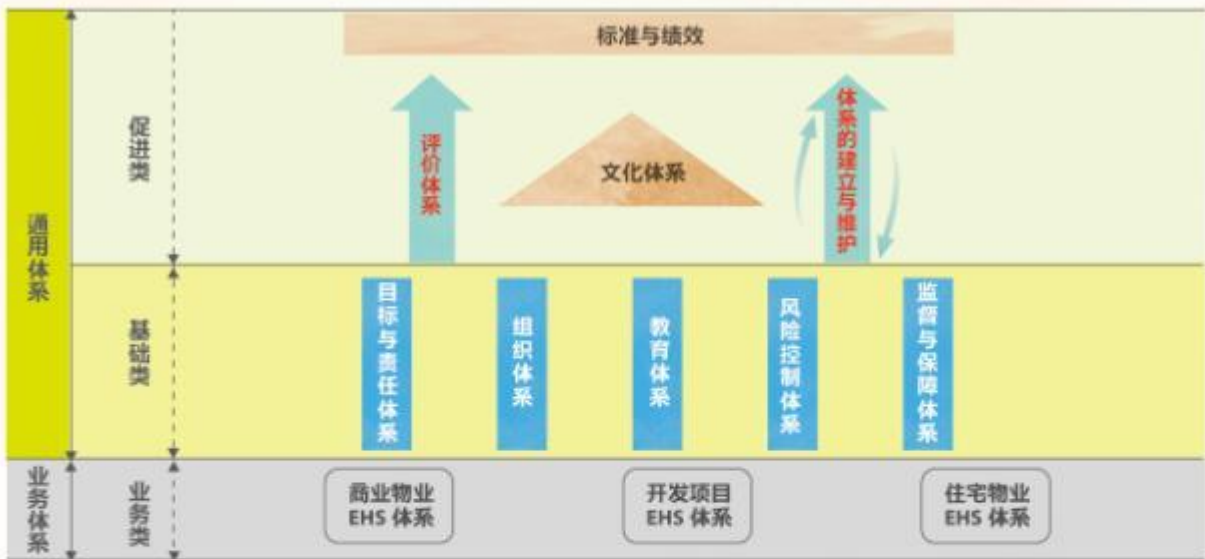 标准与绩效
通用体系
促进类
评价体系
文化体系
体系的建立与维护
基础类
目标与责任体系
组织体系
教育体系
风险控制体系
监督与保障体系
业务体系
业务类
商业物业
EHS 体系
开发项目
EHS 体系
住宅物业
EHS 体系